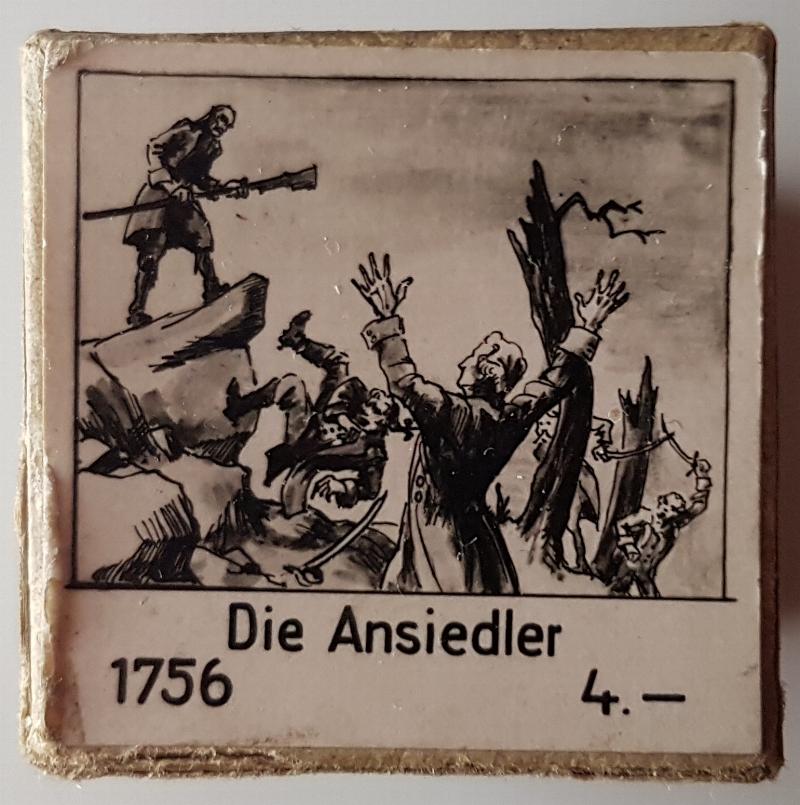 Die Ansiedler
1756
4.—